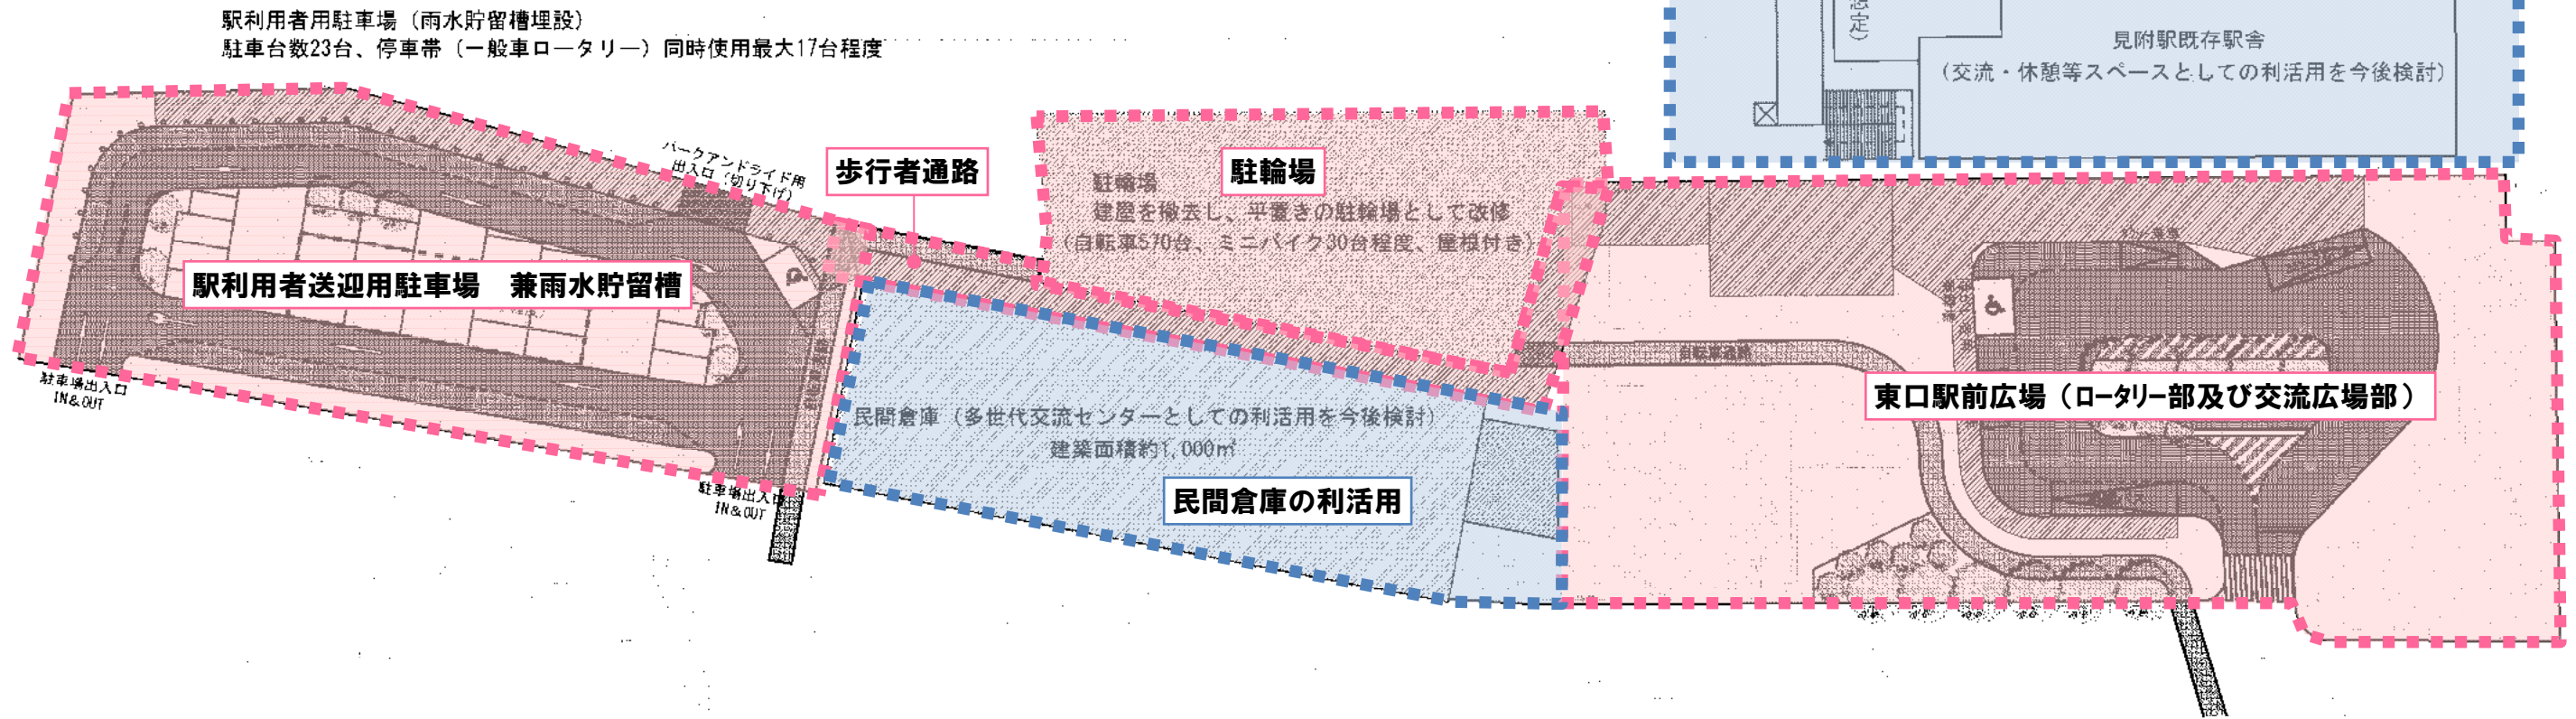 駅利用者用駐車場（雨水貯留槽埋設）
駐車台数23台、停車帯（一般車ロータリー）同時使用最大17台程度
想定）
見附駅既存駅舎
（交流・休憩等スペースとしての利活用を今後検討）
パークアンドライド用
出入口（切り下げ）
歩行者通路
駐輪場
駐輪場
建屋を撤去し、平置きの駐輪場として改修
（自転車570台、ミニバイク30台程度、屋根付き）
駅利用者送迎用駐車場　兼雨水貯留槽
自転車通路
東口駅前広場（ロータリー部及び交流広場部）
駐車場出入口
IN&OUT
民間倉庫（多世代交流センターとしての利活用を今後検討）
建築面積約1,000㎡
民間倉庫の利活用
駐車場出入口
IN&OUT